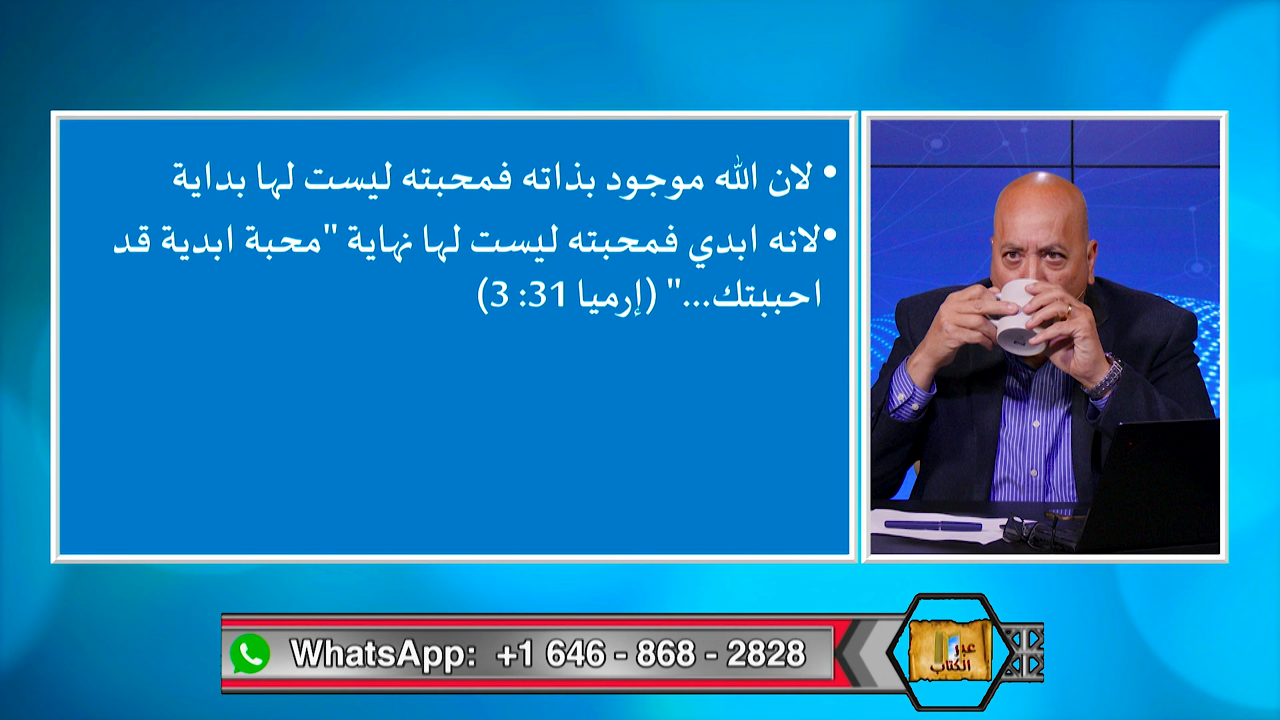 • لان الله موجود بذاته فمحبته ليست لها بداية
•لانه ابدي فمحبته ليست لها نهاية "محبة ابدية قد
احببتك..." (إرميا 31: 3)
WhatsApp: +1 646 - 868 - 2828
عبر
الكتاب